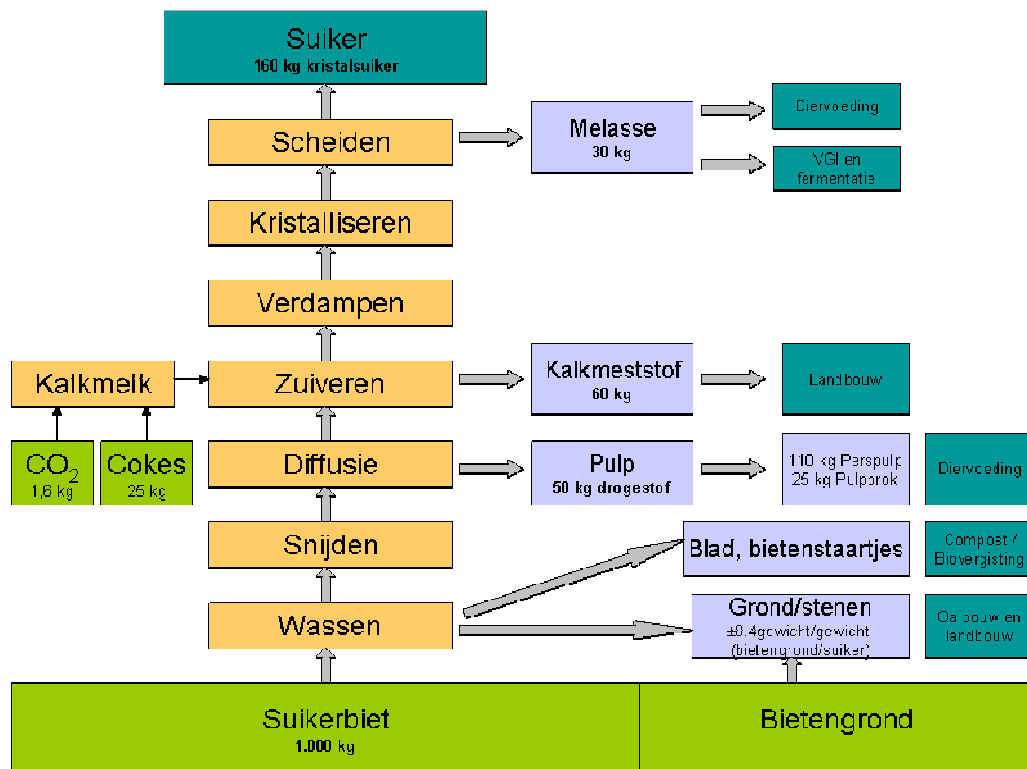 Suiker
160 kg kristalsuiker
Scheiden
Melasse
30 kg
Diervoeding
VGI en
fermentatie
Kristalliseren
Verdampen
Kalkmelk
Zuiveren
Kalkmeststof
60 kg
Landbouw
CO2
1,6 kg
Cokes
25 kg
Diffusie
Pulp
50 kg drogestof
110 kg Perspulp
25 kg Pulpbrok
Diervoeding
Snijden
Blad, bietenstaartjes
Compost /
Biovergisting
Wassen
Grond/stenen
±0.4gewicht/gewicht
(bietengrond/suiker)
en
landbouw
Suikerbiet
1.000 kg
Bietengrond